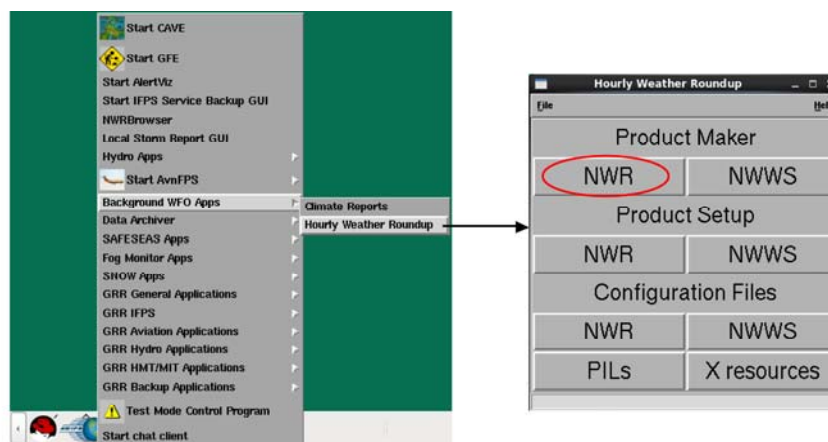 Start CAVE
Start GFE
Start AlertViz
Start IFPS Service Backup GUI
NWRBrowser
Local Storm Report GUI
Hydro Apps
Start AvnFPS
Background WFO Apps
Data Archiver
SAFESEAS Apps
Fog Monitor Apps
SNOW Apps
GRR General Applications
GRR IFPS
GRR Aviation Applications
GRR Hydro Applications
GRR HMT/MIT Applications
GRR Backup Applications
Test Mode Control Program
Start chat client
Climate Reports
Hourly Weather Roundup
Hourly Weather Roundup
File
Product Maker
NWR NWWS
Product Setup
NWR NWWS
Configuration Files
NWR NWWS
PILs X resources